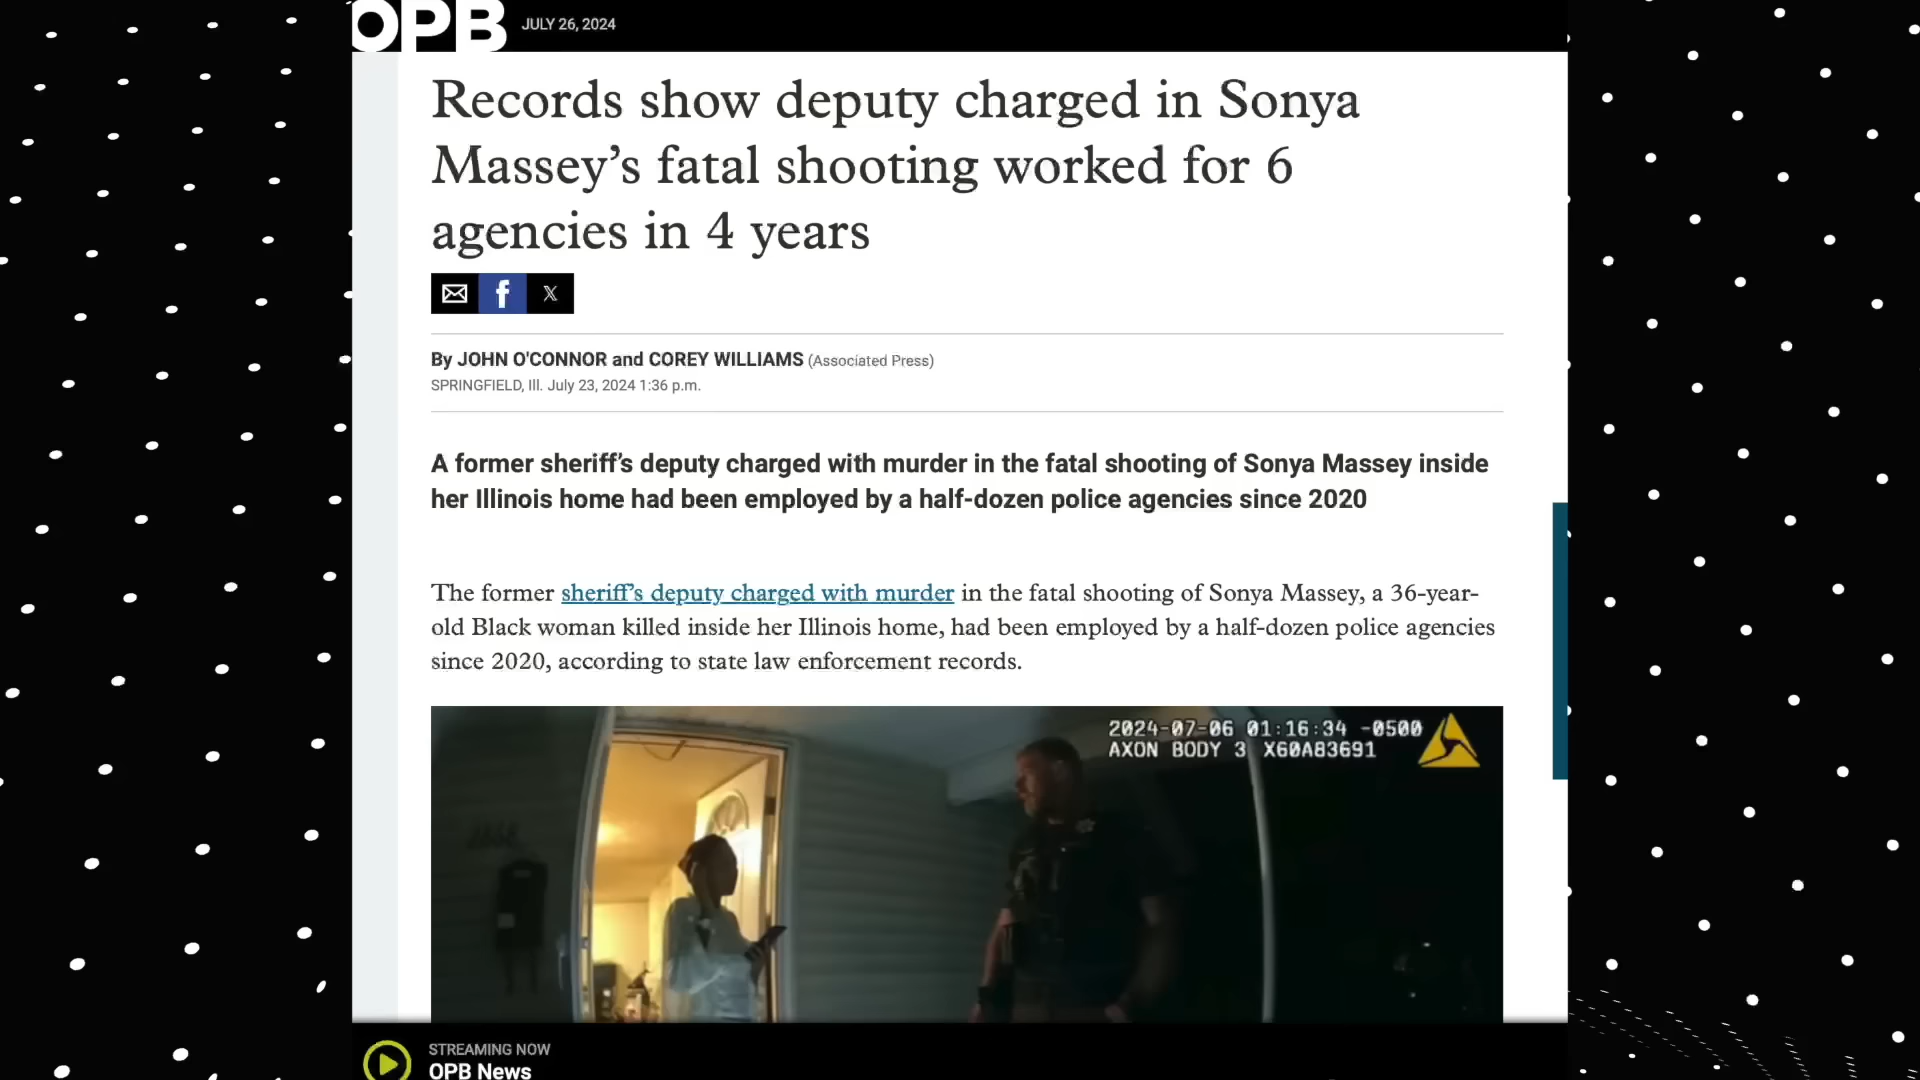 OPB JULY 26, 2024
Records show deputy charged in Sonya
Massey’s fatal shooting worked for 6
agencies in 4 years
By JOHN O'CONNOR and COREY WILLIAMS (Associated Press)
SPRINGFIELD, Ill. July 23, 2024 1:36 p.m.
A former sheriff’s deputy charged with murder in the fatal shooting of Sonya Massey inside
her Illinois home had been employed by a half-dozen police agencies since 2020
The former sheriff’s deputy charged with murder in the fatal shooting of Sonya Massey, a 36-year-
old Black woman killed inside her Illinois home, had been employed by a half-dozen police agencies
since 2020, according to state law enforcement records.
2024-07-06 01:16:34 -0500
AXON BODY 3 X60A83691
STREAMING NOW
OPB News